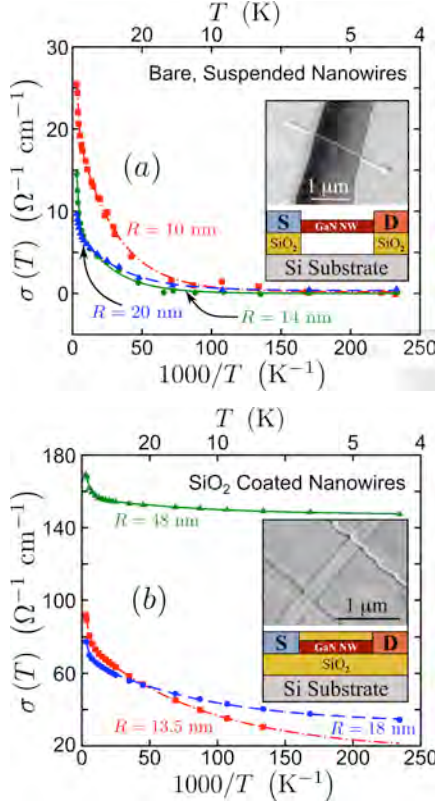 T (K)
20 10 5 4
30
25
20
15
10
5
0
σ(T) (Ω⁻¹ cm⁻¹)
Bare, Suspended Nanowires
(a)
1 μm
R = 10 nm
S GaN NW D
SiO₂ SiO₂
Si Substrate
R = 20 nm
R = 14 nm
0 50 100 150 200 250
1000/T (K⁻¹)
T (K)
20 10 5 4
180
140
100
60
20
σ(T) (Ω⁻¹ cm⁻¹)
SiO₂ Coated Nanowires
R = 48 nm
(b)
1 μm
S GaN NW D
SiO₂
Si Substrate
R = 13.5 nm
R = 18 nm
0 50 100 150 200 250
1000/T (K⁻¹)